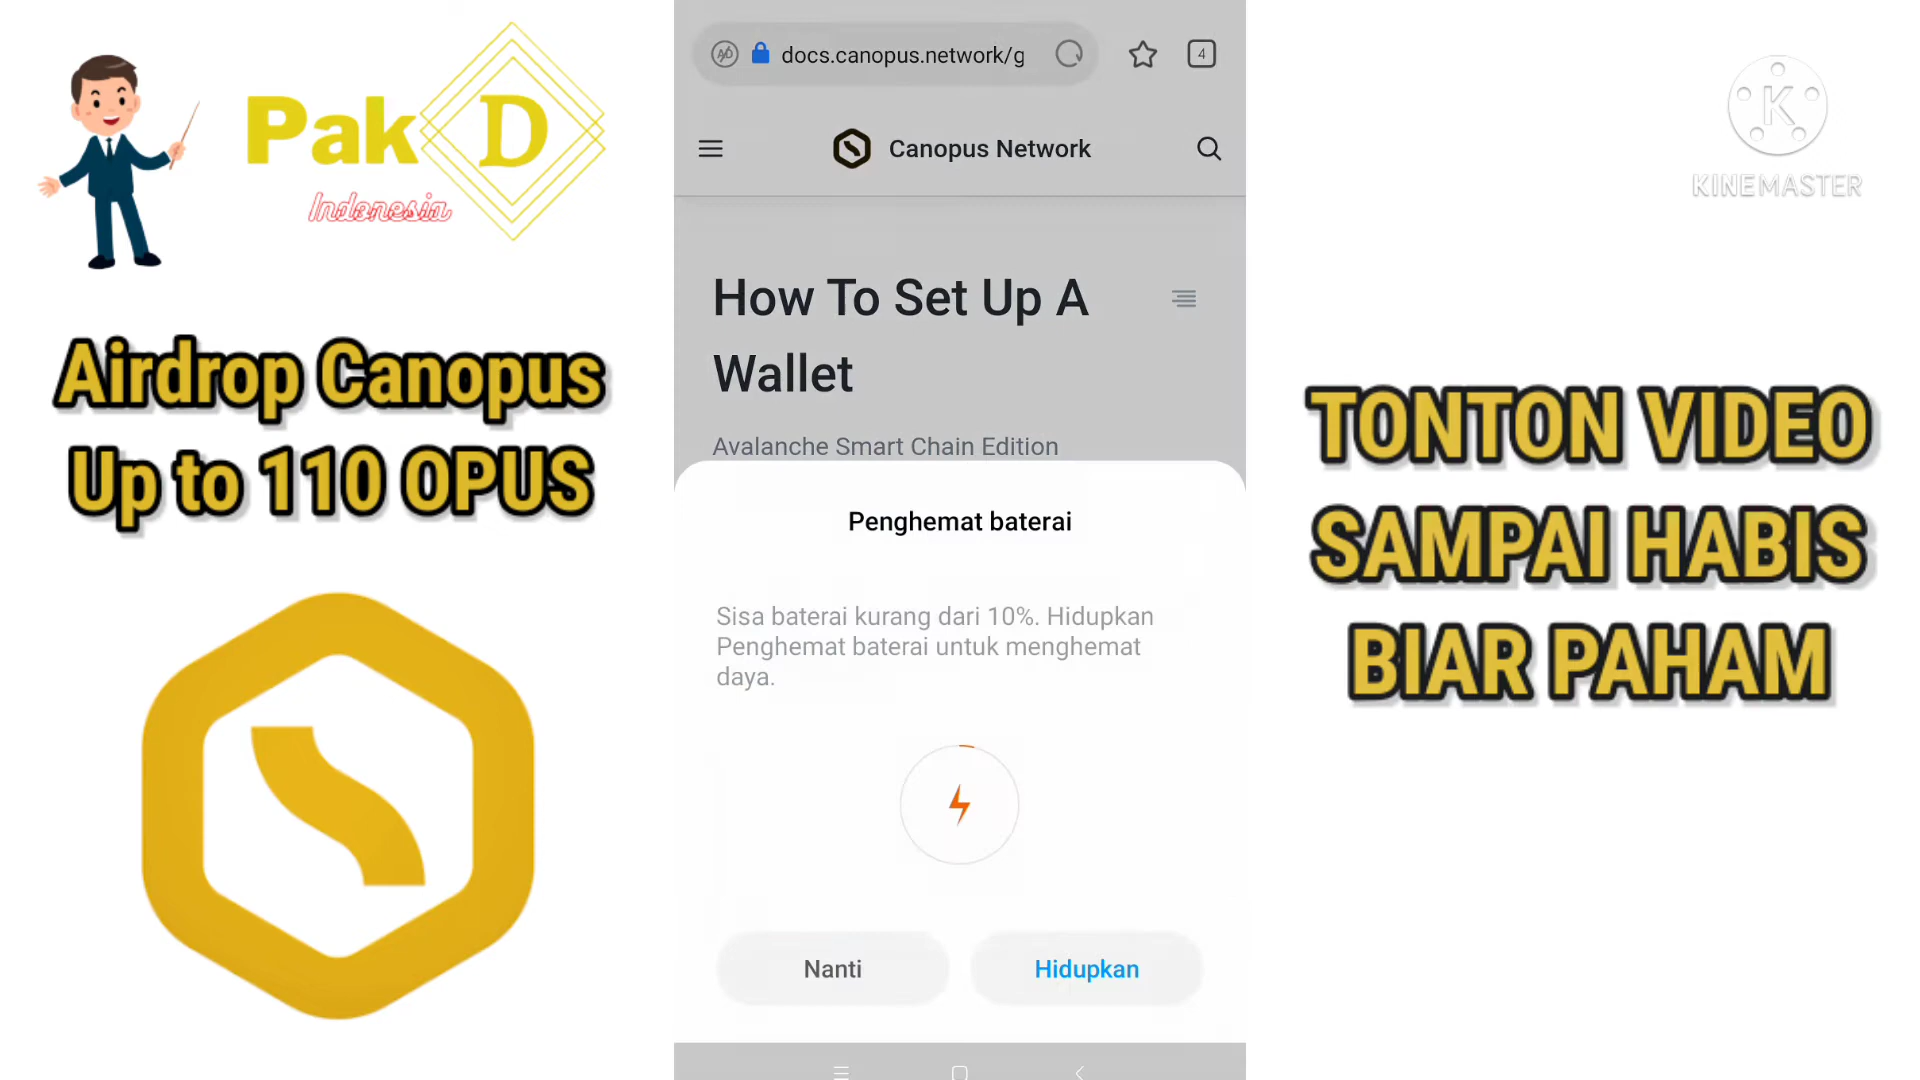 Pak D
Indonesia
Airdrop Canopus
Up to 110 OPUS
docs.canopus.network/g
4
Canopus Network
How To Set Up A
Wallet
Avalanche Smart Chain Edition
Penghemat baterai
Sisa baterai kurang dari 10%. Hidupkan
Penghemat baterai untuk menghemat
daya.
Nanti
Hidupkan
K
KINEMASTER
TONTON VIDEO
SAMPAI HABIS
BIAR PAHAM